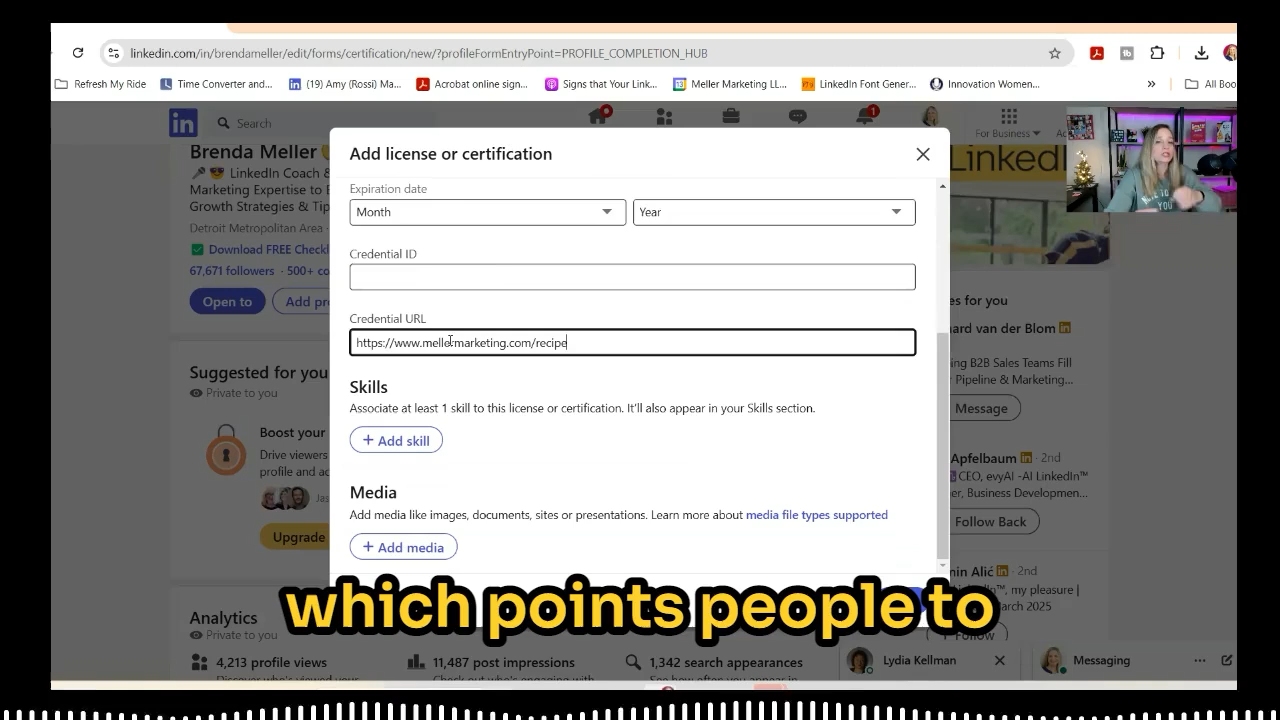 linkedin.com/in/brendameller/edit/forms/certification/new/?profileFormEntryPoint=PROFILE_COMPLETION_HUB
Refresh My Ride
Time Converter and...
(19) Amy (Rossi) Ma...
Acrobat online sign...
Signs that Your Link...
Meller Marketing LL...
LinkedIn Font Gener...
Innovation Women...
»
All Boo
in
Search
1
For Business
Brenda Meller
LinkedIn Coach &
Marketing Expertise to
Growth Strategies & Tip
Detroit Metropolitan Area ·
Download FREE Checkl
67,671 followers · 500+ co
Open to
Add pr
Suggested for you
Private to you
Boost your
Drive viewers
profile and ac
Upgrade
Analytics
Private to you
4,213 profile views
11,487 post impressions
1,342 search appearances
Add license or certification
Expiration date
Month
Year
Credential ID
Credential URL
https://www.mellermarketing.com/recipe
Skills
Associate at least 1 skill to this license or certification. It'll also appear in your Skills section.
+ Add skill
Media
Add media like images, documents, sites or presentations. Learn more about media file types supported
+ Add media
Linked
es for you
ard van der Blom in
ing B2B Sales Teams Fill
Pipeline & Marketing...
Message
Apfelbaum in · 2nd
CEO, evyAI -AI LinkedIn™
er, Business Developmen...
Follow Back
min Alić in · 2nd
LinkedIn™, my pleasure |
arch 2025
+ Follow
which points people to
Lydia Kellman
Messaging